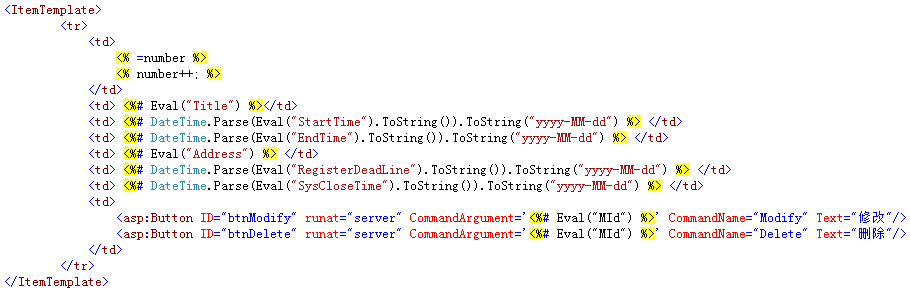 <ItemTemplate>
<tr>
<td>
<% =number %>
<% number++; %>
</td>
<td> <%# Eval("Title") %></td>
<td> <%# DateTime.Parse(Eval("StartTime").ToString()).ToString("yyyy-MM-dd") %> </td>
<td> <%# DateTime.Parse(Eval("EndTime").ToString()).ToString("yyyy-MM-dd") %> </td>
<td> <%# Eval("Address") %> </td>
<td> <%# DateTime.Parse(Eval("RegisterDeadLine").ToString()).ToString("yyyy-MM-dd") %> </td>
<td> <%# DateTime.Parse(Eval("SysCloseTime").ToString()).ToString("yyyy-MM-dd") %> </td>
<td>
<asp:Button ID="btnModify" runat="server" CommandArgument='<%# Eval("MId") %>' CommandName="Modify" Text="修改"/>
<asp:Button ID="btnDelete" runat="server" CommandArgument='<%# Eval("MId") %>' CommandName="Delete" Text="删除"/>
</td>
</tr>
</ItemTemplate>